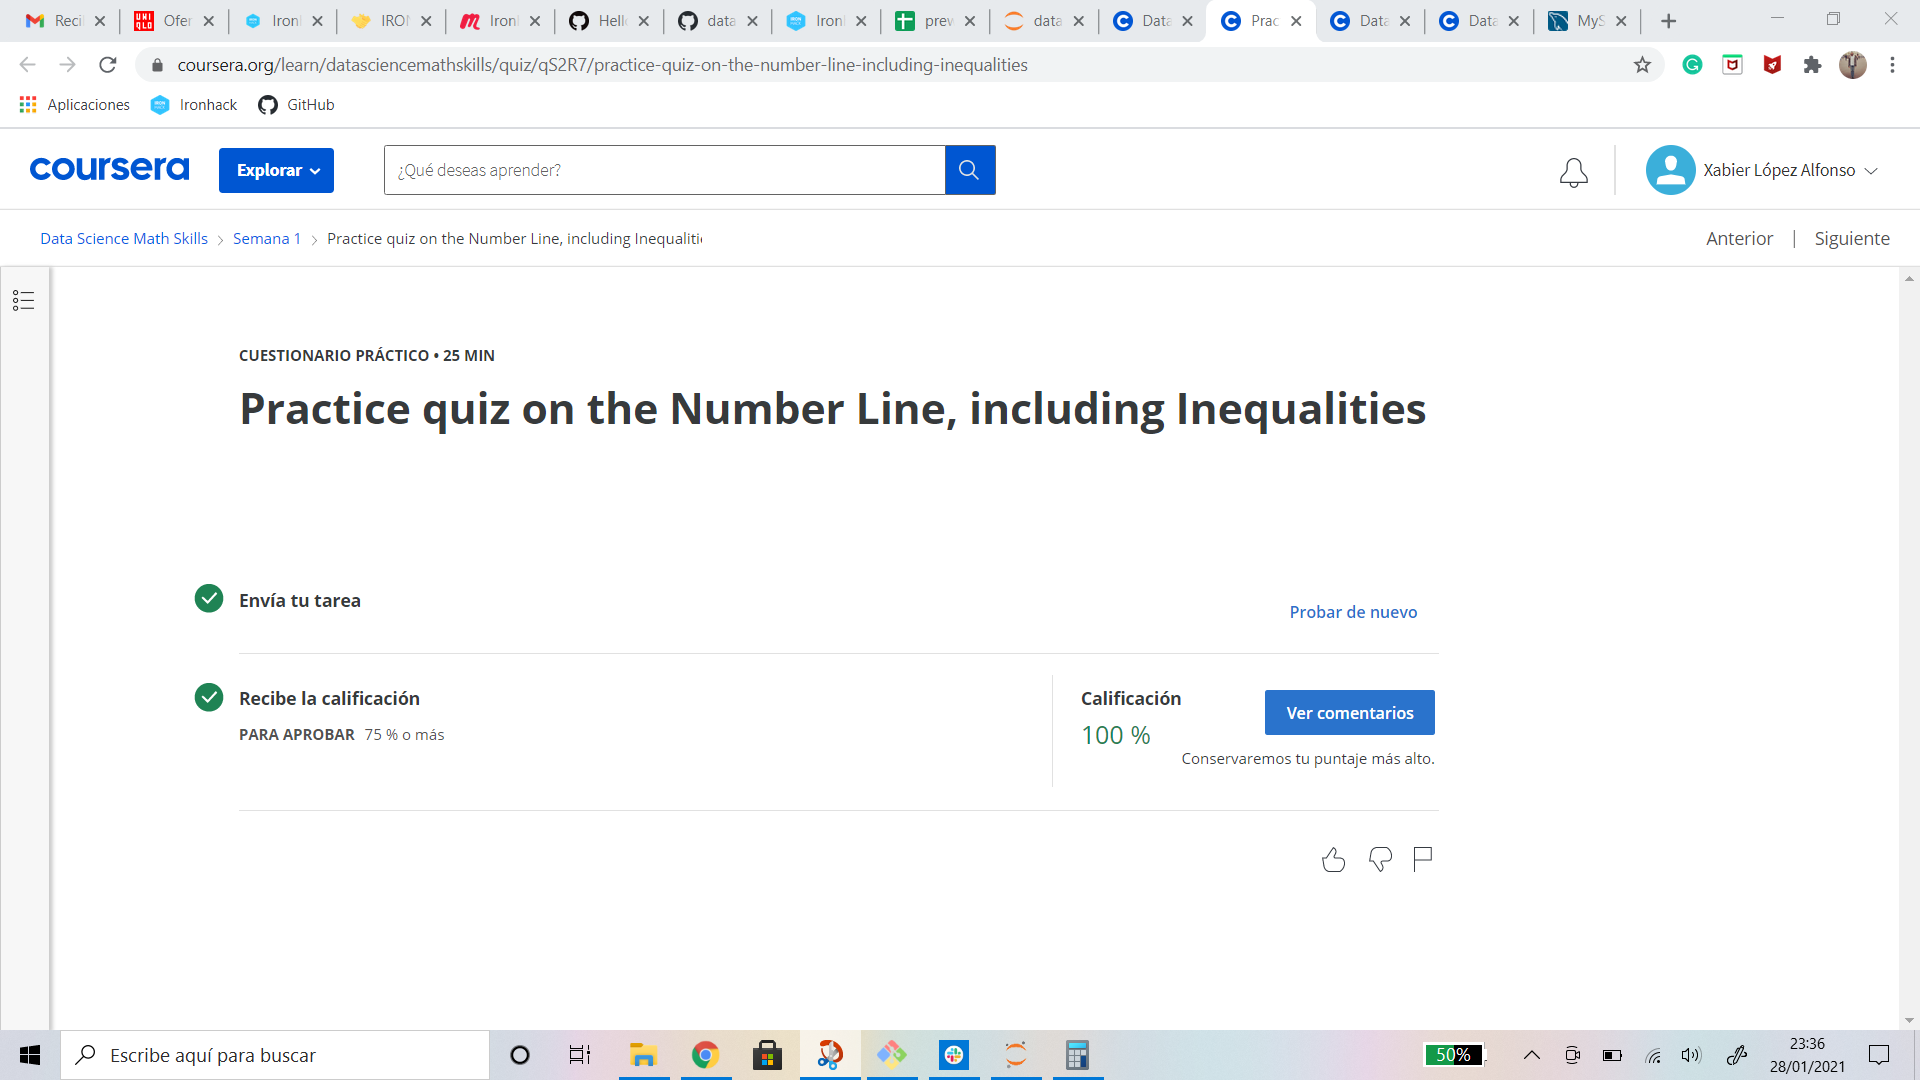 Reci
Ofer
Ironl
IRON
Ironl
Hell
data
Ironl
prew
data
Data
Prac
Data
Data
MyS
coursera.org/learn/datasciencemathskills/quiz/qS2R7/practice-quiz-on-the-number-line-including-inequalities
Aplicaciones
Ironhack
GitHub
coursera
Explorar
¿Qué deseas aprender?
Xabier López Alfonso
Data Science Math Skills > Semana 1 > Practice quiz on the Number Line, including Inequaliti
Anterior | Siguiente
CUESTIONARIO PRÁCTICO • 25 MIN
Practice quiz on the Number Line, including Inequalities
Envía tu tarea
Probar de nuevo
Recibe la calificación
PARA APROBAR 75 % o más
Calificación
100 %
Ver comentarios
Conservaremos tu puntaje más alto.
Escribe aquí para buscar
50%
23:36
28/01/2021